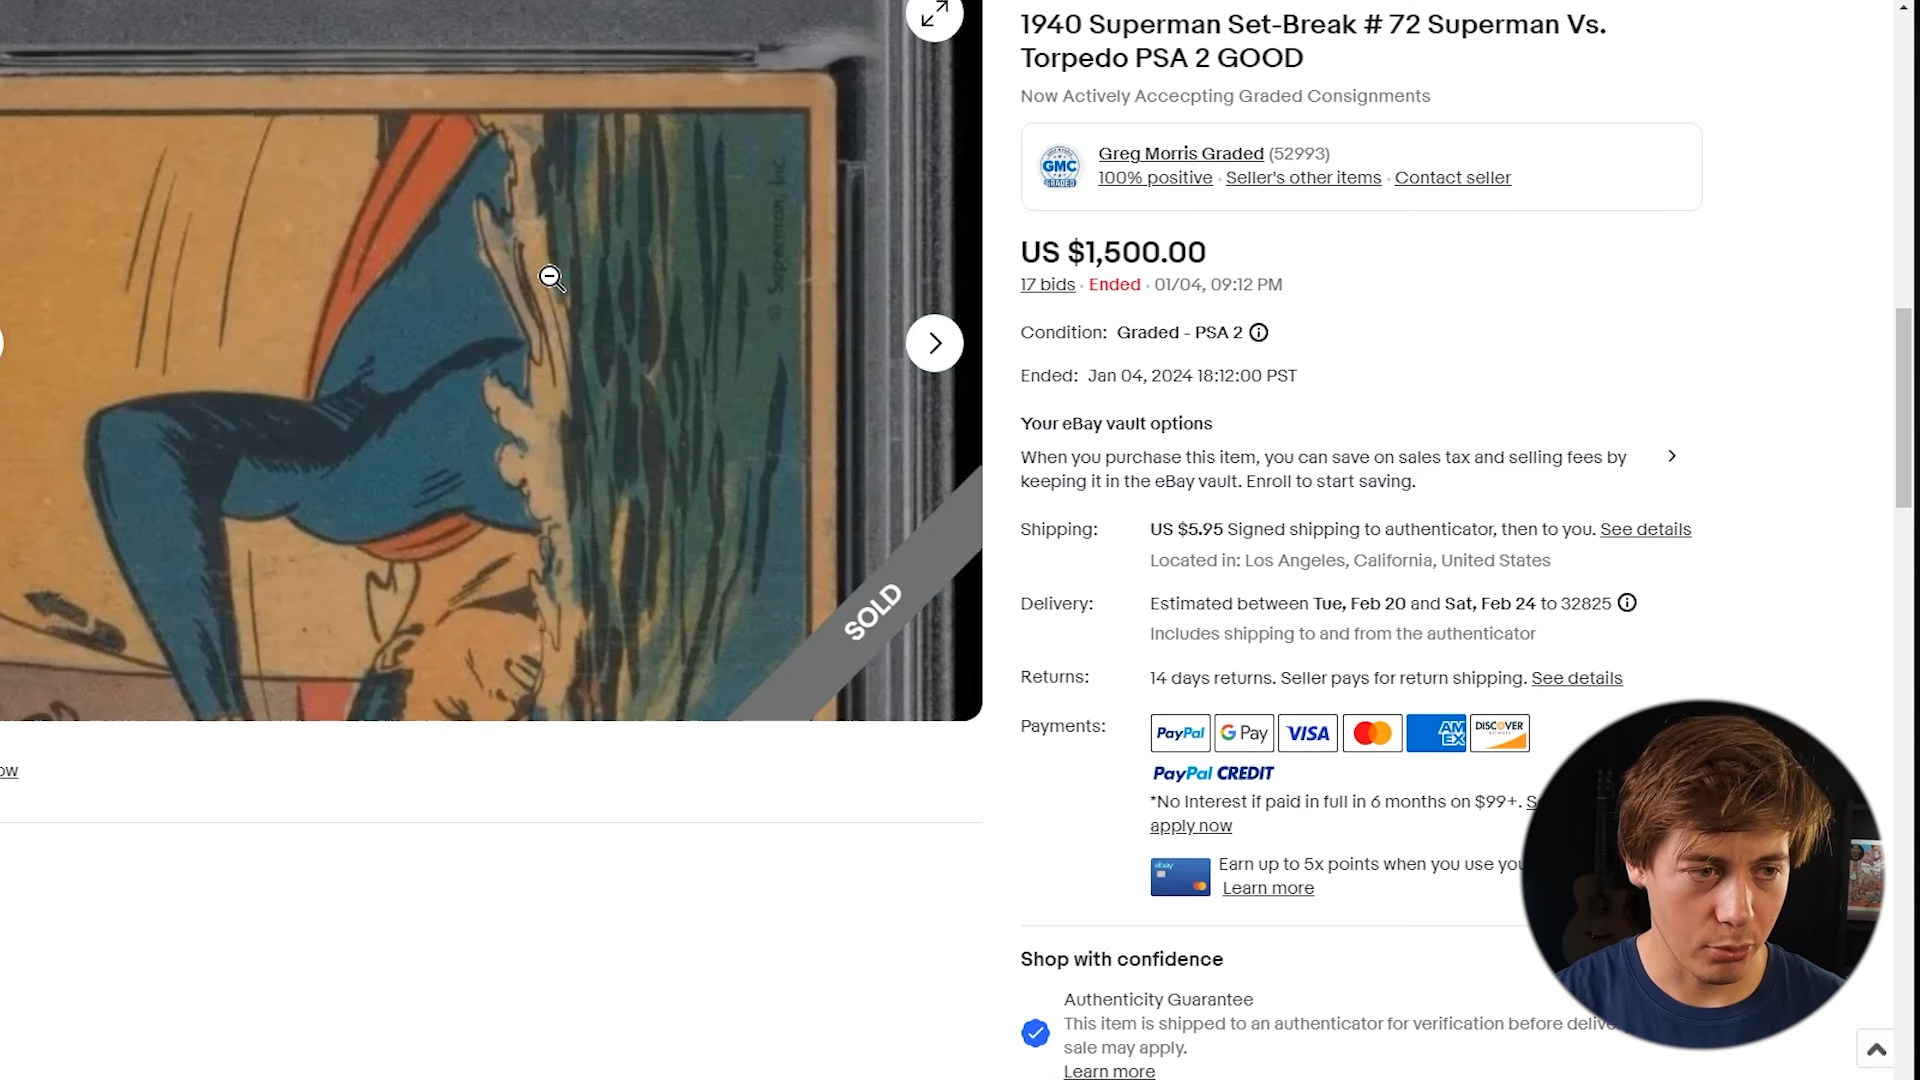 1940 Superman Set-Break # 72 Superman Vs.
Torpedo PSA 2 GOOD
Now Actively Accecpting Graded Consignments
GMC
GRADED
Greg Morris Graded (52993)
100% positive · Seller's other items · Contact seller
© Superman, Inc.
US $1,500.00
17 bids · Ended · 01/04, 09:12 PM
Condition: Graded - PSA 2
Ended: Jan 04, 2024 18:12:00 PST
Your eBay vault options
When you purchase this item, you can save on sales tax and selling fees by
keeping it in the eBay vault. Enroll to start saving.
Shipping: US $5.95 Signed shipping to authenticator, then to you. See details
Located in: Los Angeles, California, United States
Delivery: Estimated between Tue, Feb 20 and Sat, Feb 24 to 32825
Includes shipping to and from the authenticator
SOLD
Returns: 14 days returns. Seller pays for return shipping. See details
Payments: PayPal G Pay VISA AM EX DISCOVER
PayPal CREDIT
ow
*No Interest if paid in full in 6 months on $99+. S
apply now
ebay
Earn up to 5x points when you use you
Learn more
Shop with confidence
Authenticity Guarantee
This item is shipped to an authenticator for verification before delive
sale may apply.
Learn more